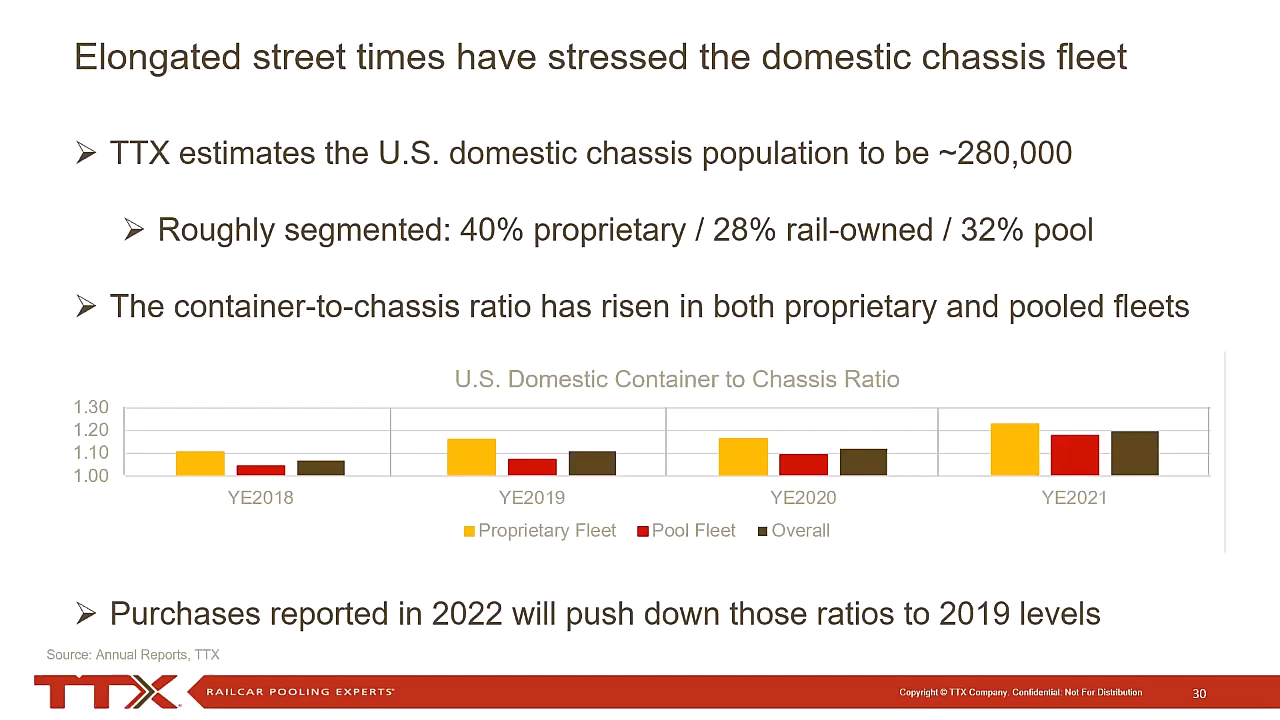 Elongated street times have stressed the domestic chassis fleet
TTX estimates the U.S. domestic chassis population to be ~280,000
Roughly segmented: 40% proprietary / 28% rail-owned / 32% pool
The container-to-chassis ratio has risen in both proprietary and pooled fleets
U.S. Domestic Container to Chassis Ratio
1.30
1.20
1.10
1.00
YE2018 YE2019 YE2020 YE2021
Proprietary Fleet Pool Fleet Overall
Purchases reported in 2022 will push down those ratios to 2019 levels
Source: Annual Reports, TTX
TTX RAILCAR POOLING EXPERTS Copyright © TTX Company. Confidential: Not For Distribution 30